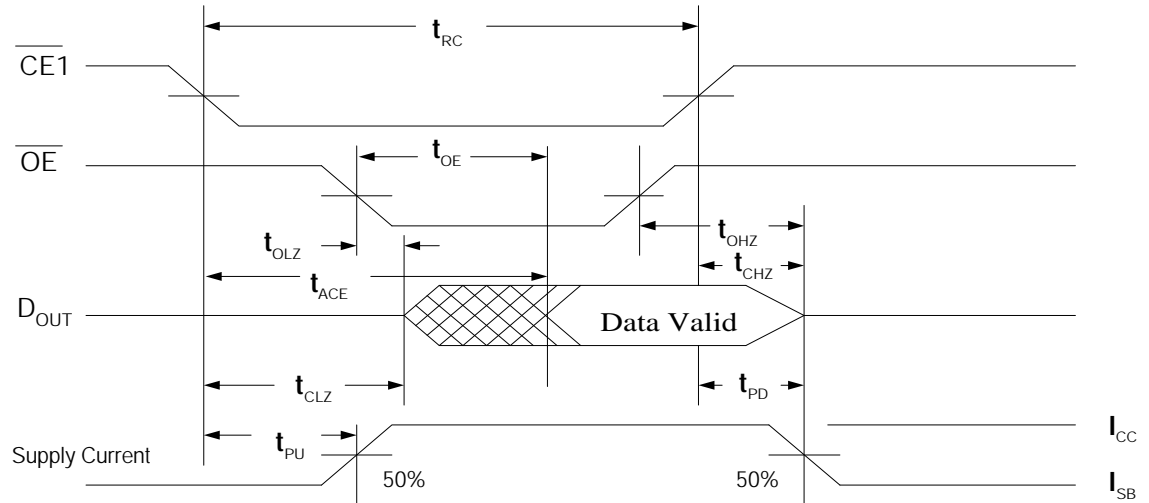 tRC
CE1
OE
tOE
tOLZ
tOHZ
tACE
tCHZ
DOUT
Data Valid
tCLZ
tPD
tPU
ICC
Supply Current
50%
50%
ISB